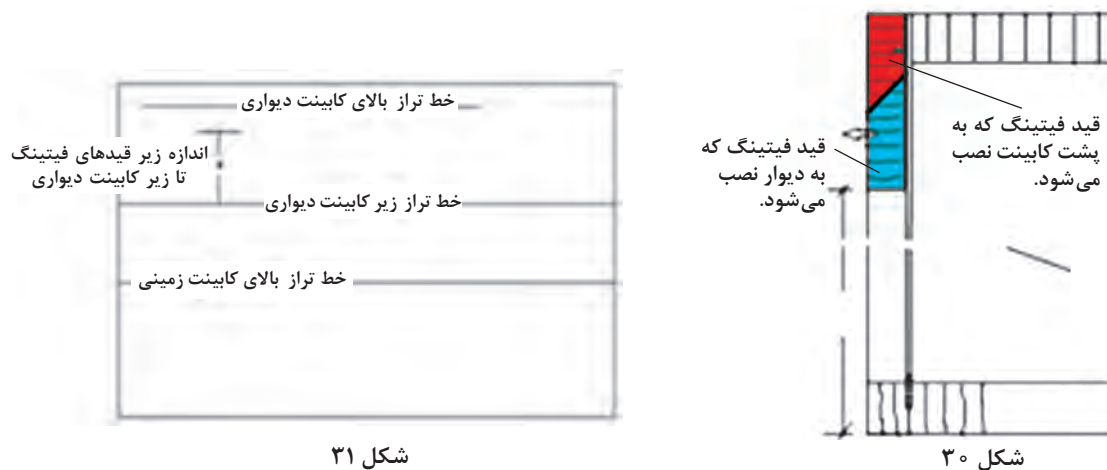 قید فیتینگ که به
پشت کابینت نصب
می‌شود.
قید فیتینگ که
به دیوار نصب
می‌شود.
شکل ۳۰
خط تراز بالای کابینت دیواری
اندازه زیر قیدهای فیتینگ
تا زیر کابینت دیواری
خط تراز زیر کابینت دیواری
خط تراز بالای کابینت زمینی
شکل ۳۱